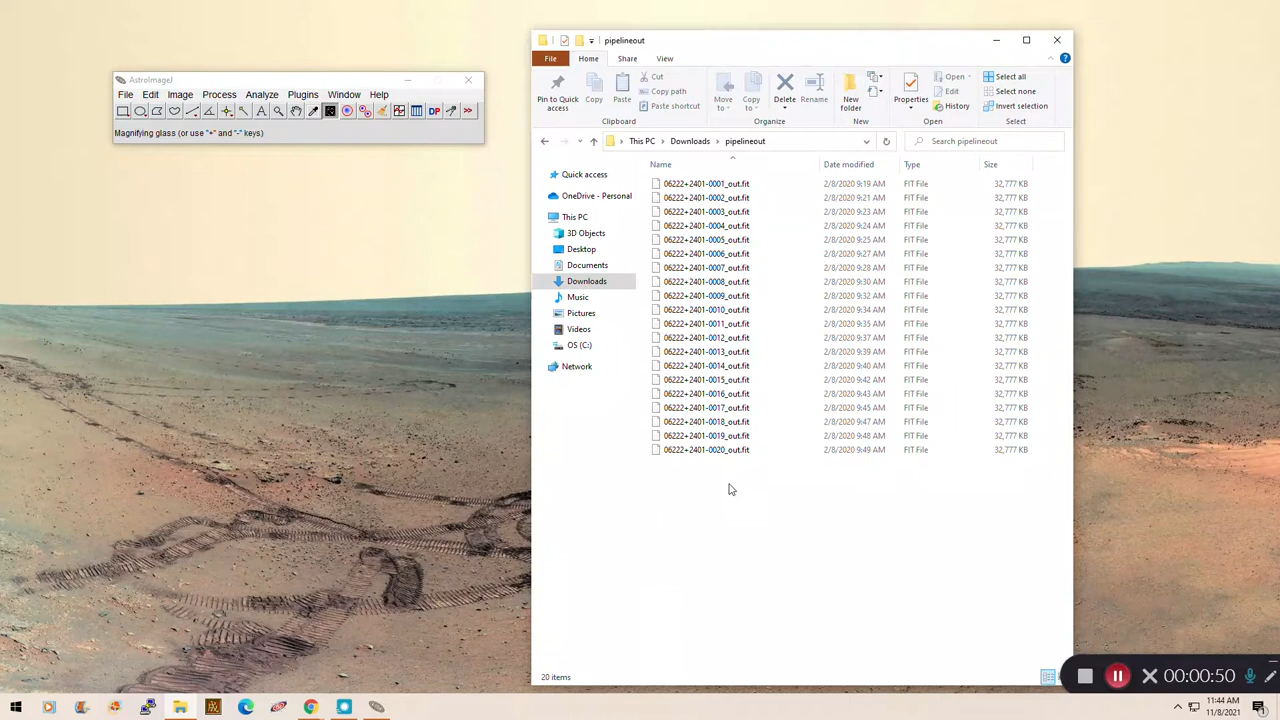 AstroImageJ
File Edit Image Process Analyze Window Plugins Help
DP >>
Magnifying glass (or use "+" and "-" keys)
pipelineout
File Home Share View
Pin to Quick access
Copy
Paste
Cut
Copy path
Paste shortcut
Clipboard
Move to
Copy to
Delete
Rename
Organize
New Folder
New
Properties
Open
Edit
History
Open
Select all
Select none
Invert selection
Select
This PC > Downloads > pipelineout
Search pipelineout
Quick access
OneDrive - Personal
This PC
3D Objects
Desktop
Documents
Downloads
Music
Pictures
Videos
OS (C:)
Network
Name Date modified Type Size
06222+2401-0001_out.fit 2/8/2020 9:19 AM FIT File 32,777 KB
06222+2401-0002_out.fit 2/8/2020 9:21 AM FIT File 32,777 KB
06222+2401-0003_out.fit 2/8/2020 9:23 AM FIT File 32,777 KB
06222+2401-0004_out.fit 2/8/2020 9:24 AM FIT File 32,777 KB
06222+2401-0005_out.fit 2/8/2020 9:25 AM FIT File 32,777 KB
06222+2401-0006_out.fit 2/8/2020 9:27 AM FIT File 32,777 KB
06222+2401-0007_out.fit 2/8/2020 9:28 AM FIT File 32,777 KB
06222+2401-0008_out.fit 2/8/2020 9:30 AM FIT File 32,777 KB
06222+2401-0009_out.fit 2/8/2020 9:32 AM FIT File 32,777 KB
06222+2401-0010_out.fit 2/8/2020 9:34 AM FIT File 32,777 KB
06222+2401-0011_out.fit 2/8/2020 9:35 AM FIT File 32,777 KB
06222+2401-0012_out.fit 2/8/2020 9:37 AM FIT File 32,777 KB
06222+2401-0013_out.fit 2/8/2020 9:39 AM FIT File 32,777 KB
06222+2401-0014_out.fit 2/8/2020 9:40 AM FIT File 32,777 KB
06222+2401-0015_out.fit 2/8/2020 9:42 AM FIT File 32,777 KB
06222+2401-0016_out.fit 2/8/2020 9:43 AM FIT File 32,777 KB
06222+2401-0017_out.fit 2/8/2020 9:45 AM FIT File 32,777 KB
06222+2401-0018_out.fit 2/8/2020 9:46 AM FIT File 32,777 KB
06222+2401-0019_out.fit 2/8/2020 9:48 AM FIT File 32,777 KB
06222+2401-0020_out.fit 2/8/2020 9:49 AM FIT File 32,777 KB
20 items
00:00:50
11:44 AM
11/8/2021